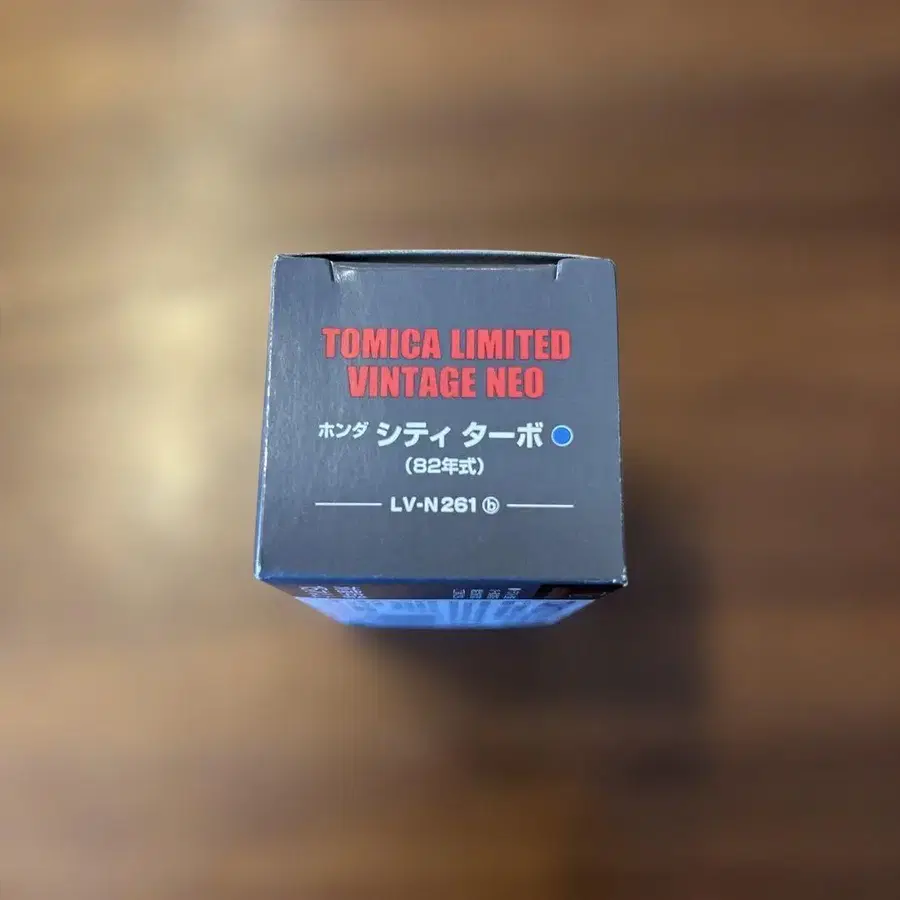 TOMICA LIMITED
VINTAGE NEO
ホンダ シティ ターボ
(82年式)
LV-N261ⓑ